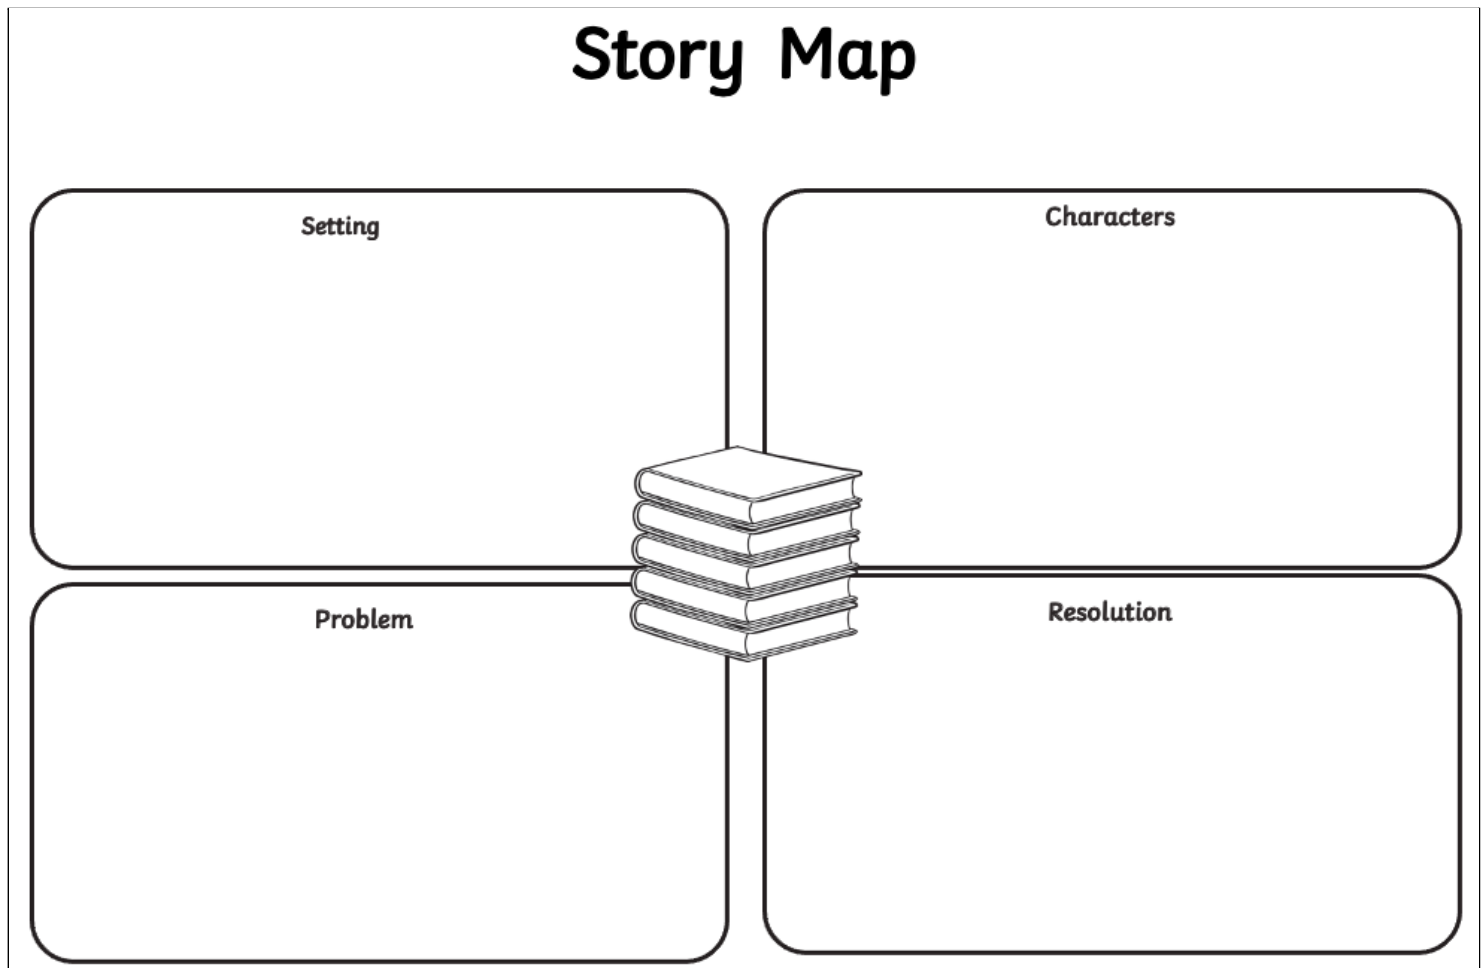 Story Map
Setting
Characters
Problem
Resolution